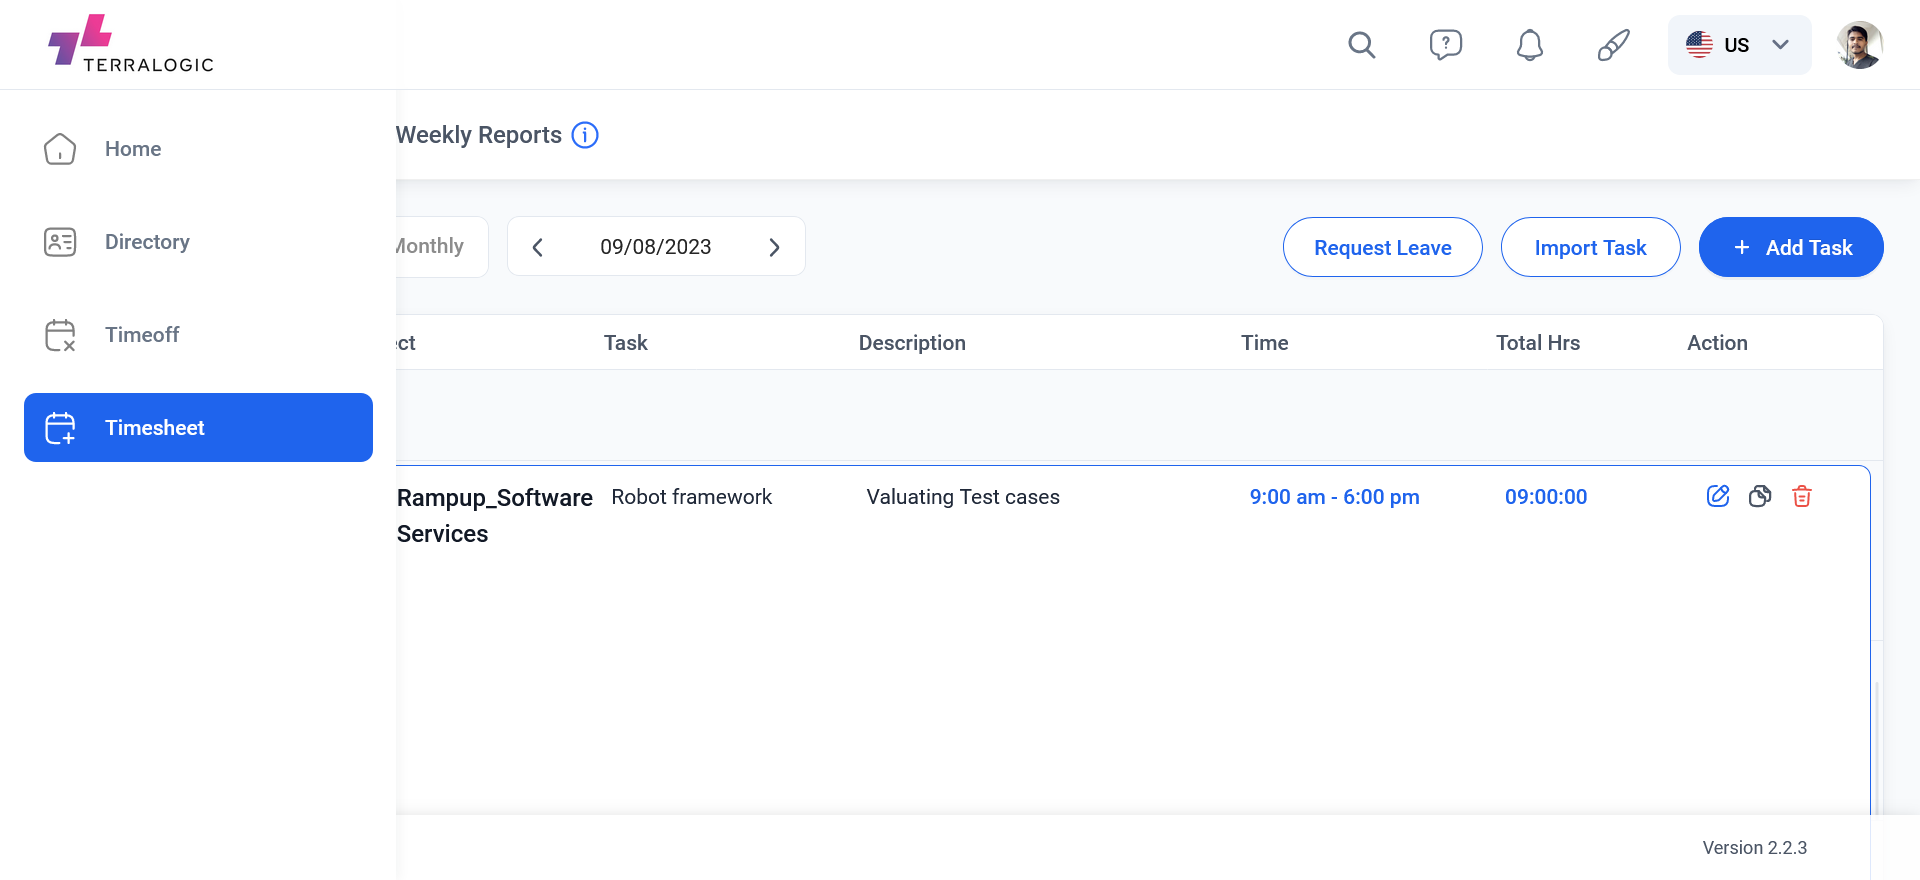 TERRALOGIC
US
Home
Directory
Timeoff
Timesheet
Weekly Reports
Monthly
09/08/2023
Request Leave
Import Task
+ Add Task
ect
Task
Description
Time
Total Hrs
Action
Rampup_Software
Services
Robot framework
Valuating Test cases
9:00 am - 6:00 pm
09:00:00
Version 2.2.3